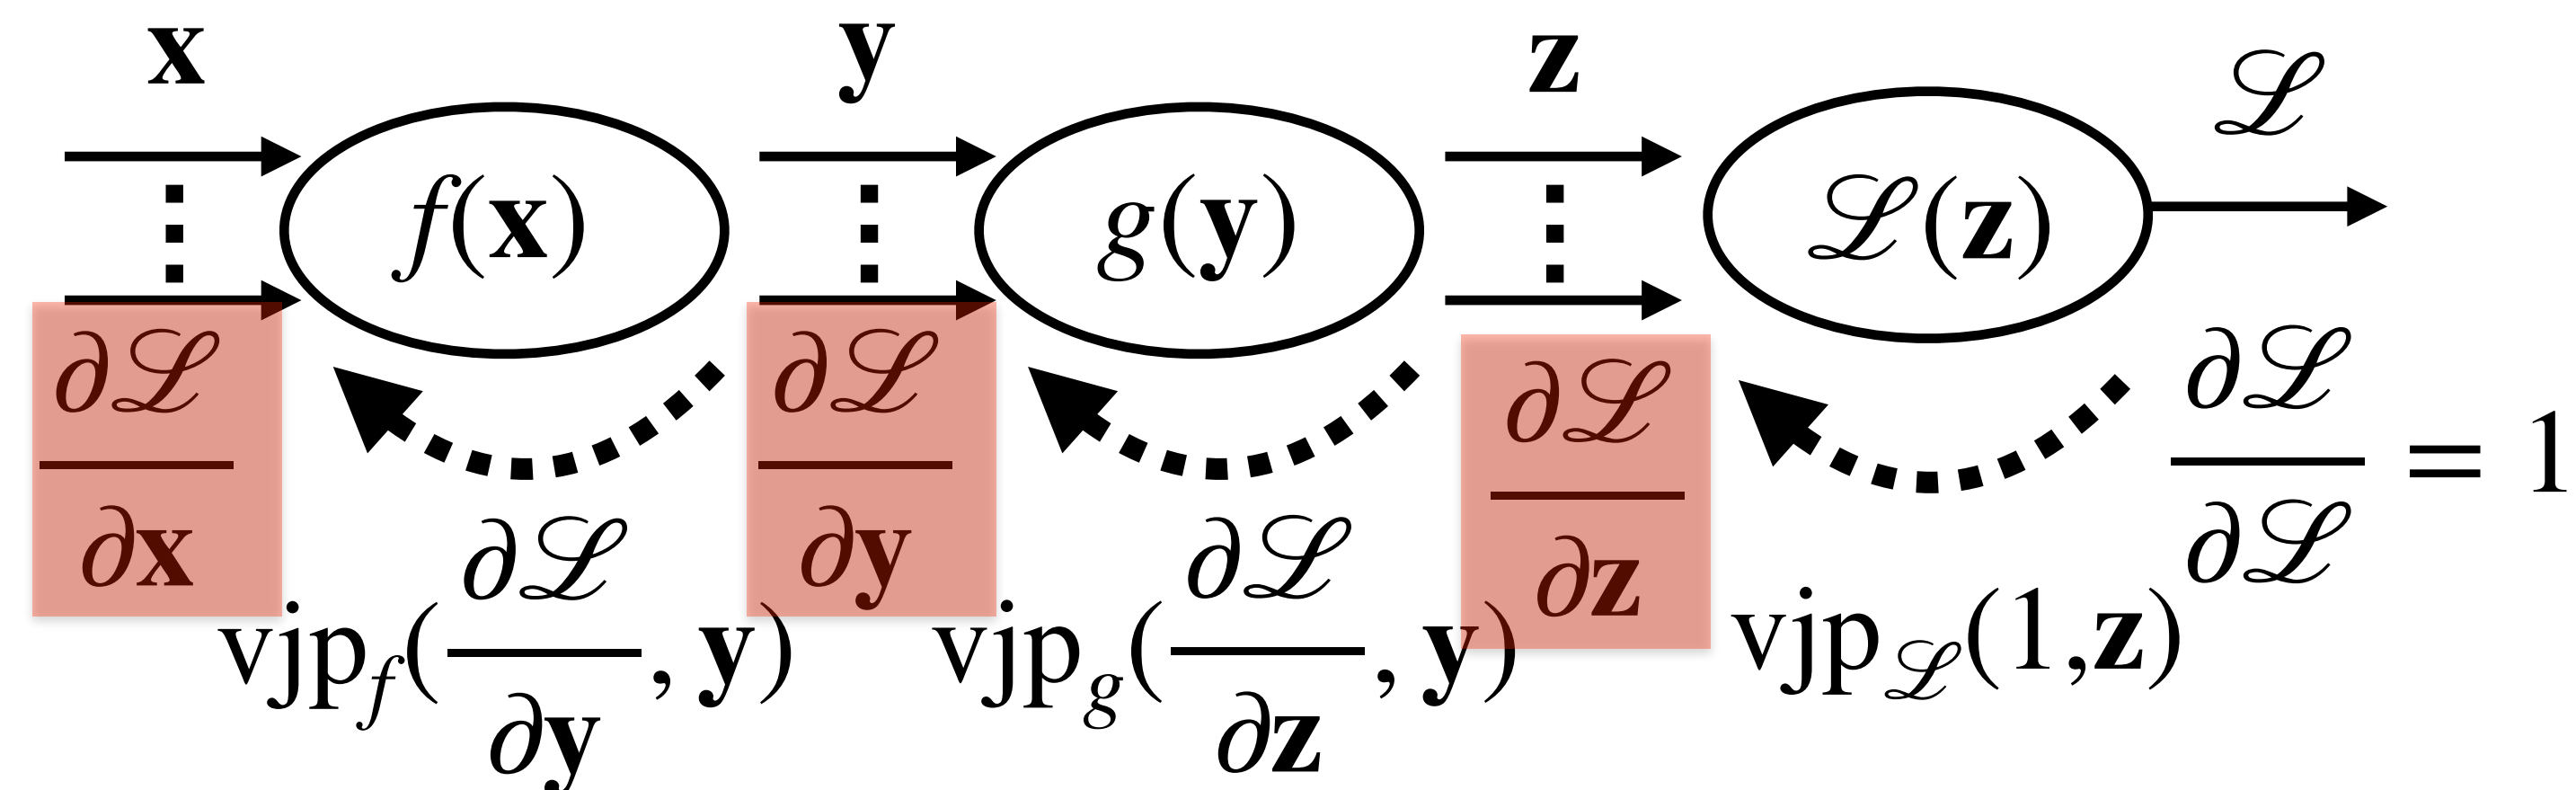 x y z ℒ
f(x) g(y) ℒ(z)
∂ℒ/∂x ∂ℒ/∂y ∂ℒ/∂z ∂ℒ/∂ℒ = 1
vjp_f(∂ℒ/∂y, y) vjp_g(∂ℒ/∂z, y) vjp_ℒ(1,z)